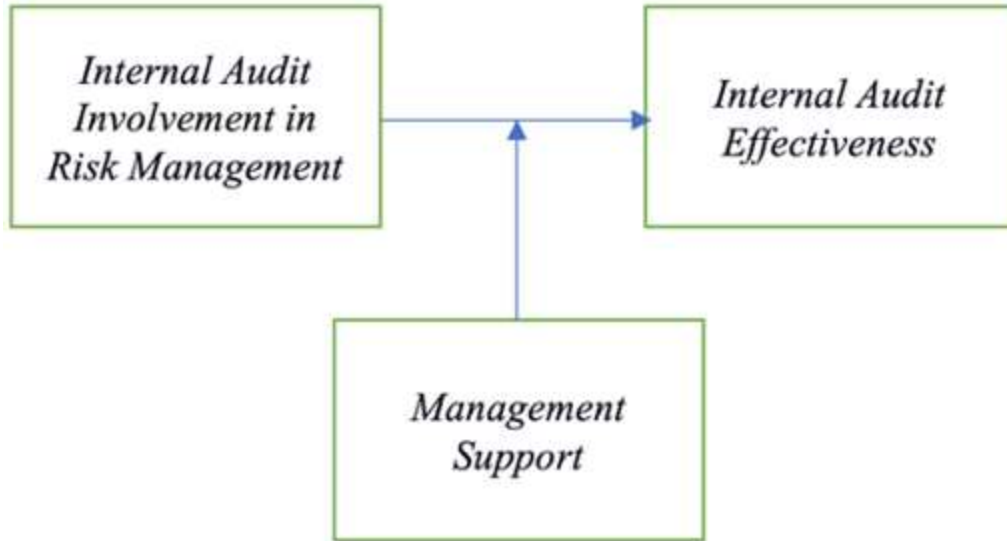 Internal Audit
Involvement in
Risk Management
Internal Audit
Effectiveness
Management
Support